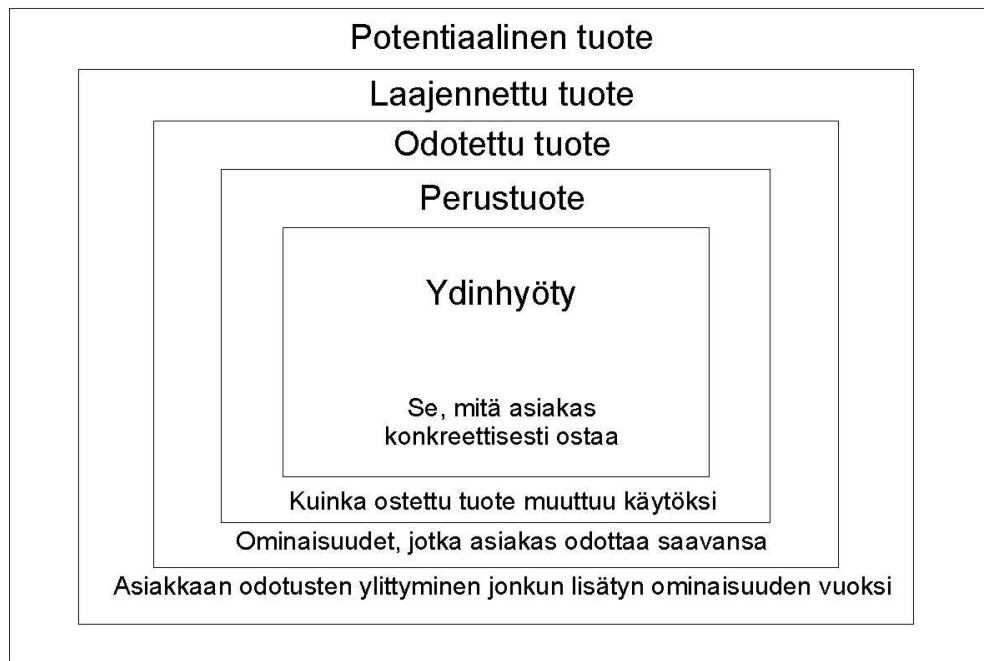 Potentiaalinen tuote
Laajennettu tuote
Odotettu tuote
Perustuote
Ydinhyöty
Se, mitä asiakas
konkreettisesti ostaa
Kuinka ostettu tuote muuttuu käytöksi
Ominaisuudet, jotka asiakas odottaa saavansa
Asiakkaan odotusten ylittyminen jonkun lisätyn ominaisuuden vuoksi